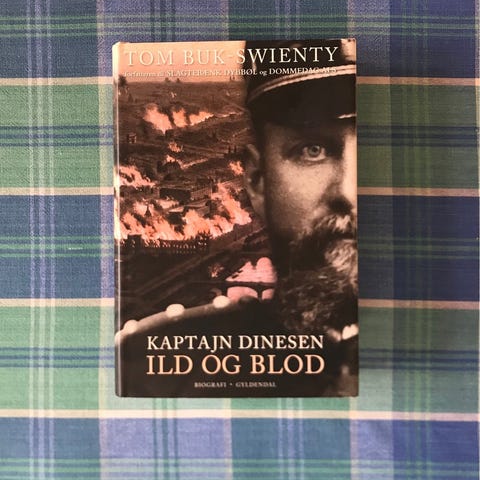 TOM BUK-SWIENTY
forfatteren til SLAGTEBÆNK DYBBØL og DOMMEDAG ALS
KAPTAJN DINESEN
ILD OG BLOD
BIOGRAFI • GYLDENDAL